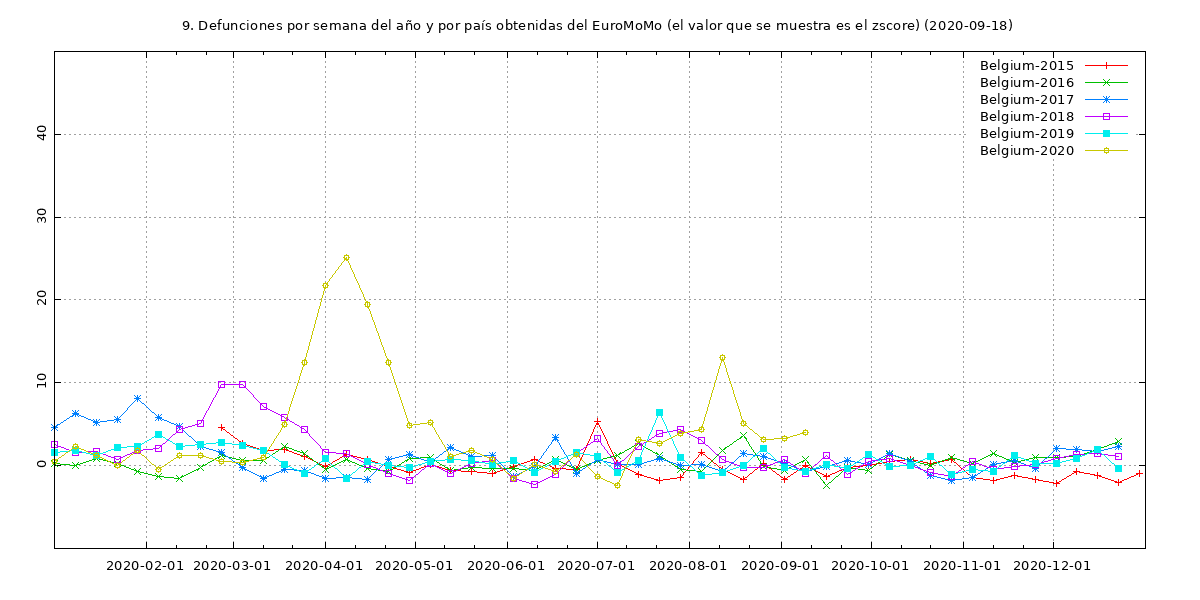 9. Defunciones por semana del año y por país obtenidas del EuroMoMo (el valor que se muestra es el zscore) (2020-09-18)
Belgium-2015
Belgium-2016
Belgium-2017
Belgium-2018
Belgium-2019
Belgium-2020
40
30
20
10
0
2020-02-01 2020-03-01 2020-04-01 2020-05-01 2020-06-01 2020-07-01 2020-08-01 2020-09-01 2020-10-01 2020-11-01 2020-12-01